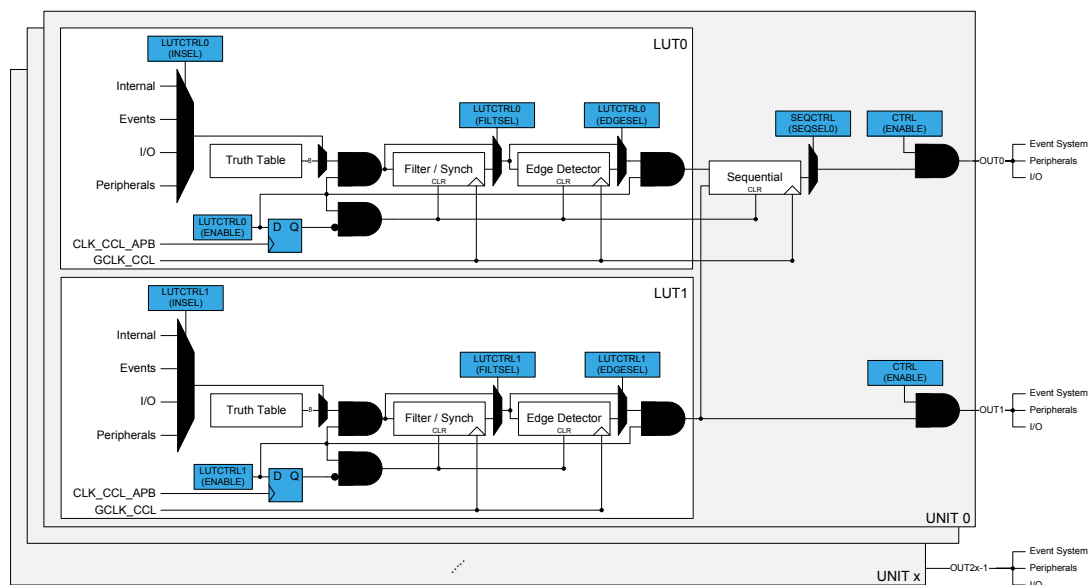 LUTCTRL0
(INSEL)
LUT0
Internal
Events
I/O
Peripherals
Truth Table
8
LUTCTRL0
(FILTSEL)
LUTCTRL0
(EDGESEL)
Filter / Synch
CLR
Edge Detector
CLR
SEQCTRL
(SEQSEL0)
Sequential
CLR
CTRL
(ENABLE)
OUT0
Event System
Peripherals
I/O
LUTCTRL0
(ENABLE)
D Q
CLK_CCL_APB
GCLK_CCL
LUTCTRL1
(INSEL)
LUT1
Internal
Events
I/O
Peripherals
Truth Table
8
LUTCTRL1
(FILTSEL)
LUTCTRL1
(EDGESEL)
Filter / Synch
CLR
Edge Detector
CLR
CTRL
(ENABLE)
OUT1
Event System
Peripherals
I/O
LUTCTRL1
(ENABLE)
D Q
CLK_CCL_APB
GCLK_CCL
UNIT 0
UNIT x
OUT2x-1
Event System
Peripherals
I/O